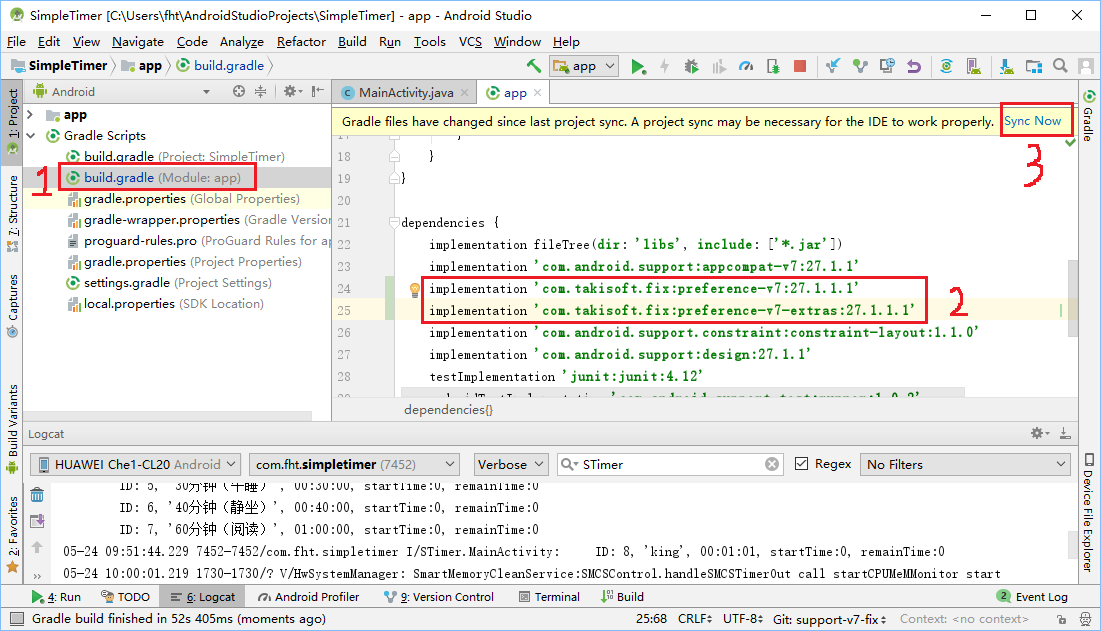 SimpleTimer [C:\Users\fht\AndroidStudioProjects\SimpleTimer] - app - Android Studio
File Edit View Navigate Code Analyze Refactor Build Run Tools VCS Window Help
SimpleTimer app build.gradle app
1: Project
Android
MainActivity.java app
Gradle
app
Gradle Scripts
build.gradle (Project: SimpleTimer)
1 build.gradle (Module: app)
gradle.properties (Global Properties)
gradle-wrapper.properties (Gradle Version
proguard-rules.pro (ProGuard Rules for ap
gradle.properties (Project Properties)
settings.gradle (Project Settings)
local.properties (SDK Location)
Z: Structure
Captures
Build Variants
2: Favorites
Gradle files have changed since last project sync. A project sync may be necessary for the IDE to work properly. Sync Now
3
18 }
19 }
20
21 dependencies {
22 implementation fileTree(dir: 'libs', include: ['*.jar'])
23 implementation 'com.android.support:appcompat-v7:27.1.1'
24 implementation 'com.takisoft.fix:preference-v7:27.1.1.1'
25 implementation 'com.takisoft.fix:preference-v7-extras:27.1.1.1'
2
26 implementation 'com.android.support.constraint:constraint-layout:1.1.0'
27 implementation 'com.android.support:design:27.1.1'
28 testImplementation 'junit:junit:4.12'
dependencies{}
Logcat
HUAWEI Che1-CL20 Android com.fht.simpletimer (7452) Verbose STimer Regex No Filters
ID: 5, '30分钟（午睡）', 00:30:00, startTime:0, remainTime:0
ID: 6, '40分钟（静坐）', 00:40:00, startTime:0, remainTime:0
ID: 7, '60分钟（阅读）', 01:00:00, startTime:0, remainTime:0
05-24 09:51:44.229 7452-7452/com.fht.simpletimer I/STimer.MainActivity: ID: 8, 'king', 00:01:01, startTime:0, remainTime:0
05-24 10:00:01.219 1730-1730/? V/HwSystemManager: SmartMemoryCleanService:SMCSControl.handleSMCSTimerOut call startCPUMeMMonitor start
Device File Explorer
4: Run TODO 6: Logcat Android Profiler 9: Version Control Terminal Build 2 Event Log
Gradle build finished in 52s 405ms (moments ago) 25:68 CRLF UTF-8 Git: support-v7-fix Context: <no context>